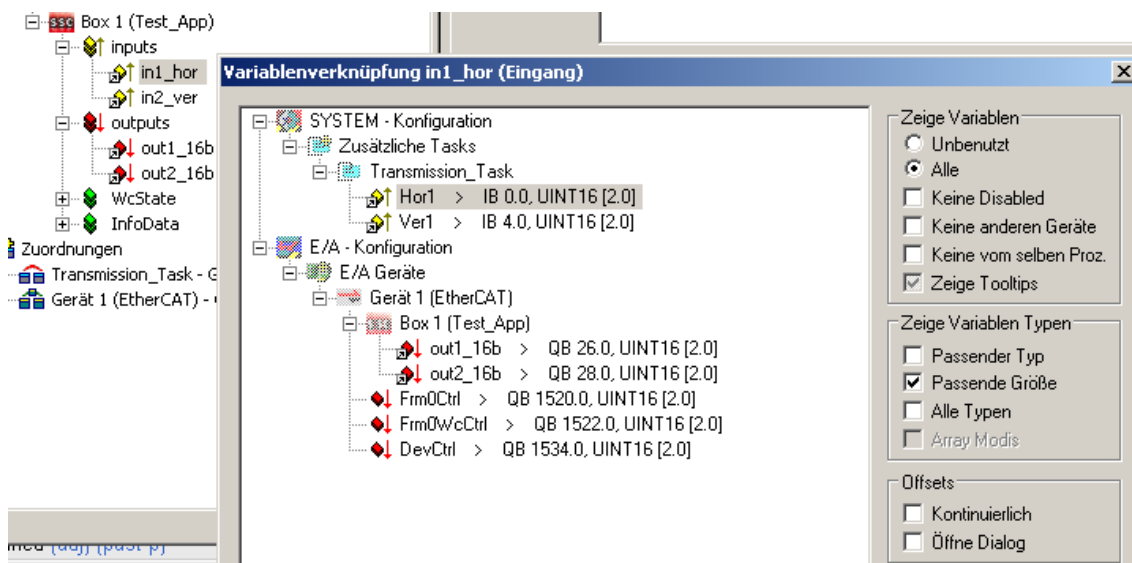 Box 1 (Test_App)
inputs
in1_hor
in2_ver
outputs
out1_16b
out2_16b
WcState
InfoData
Zuordnungen
Transmission_Task - G
Gerät 1 (EtherCAT) -
Variablenverknüpfung in1_hor (Eingang)
SYSTEM - Konfiguration
Zusätzliche Tasks
Transmission_Task
Hor1 > IB 0.0, UINT16 [2.0]
Ver1 > IB 4.0, UINT16 [2.0]
E/A - Konfiguration
E/A Geräte
Gerät 1 (EtherCAT)
Box 1 (Test_App)
out1_16b > QB 26.0, UINT16 [2.0]
out2_16b > QB 28.0, UINT16 [2.0]
Frm0Ctrl > QB 1520.0, UINT16 [2.0]
Frm0WcCtrl > QB 1522.0, UINT16 [2.0]
DevCtrl > QB 1534.0, UINT16 [2.0]
Zeige Variablen
Unbenutzt
Alle
Keine Disabled
Keine anderen Geräte
Keine vom selben Proz.
Zeige Tooltips
Zeige Variablen Typen
Passender Typ
Passende Größe
Alle Typen
Array Modis
Offsets
Kontinuierlich
Öffne Dialog